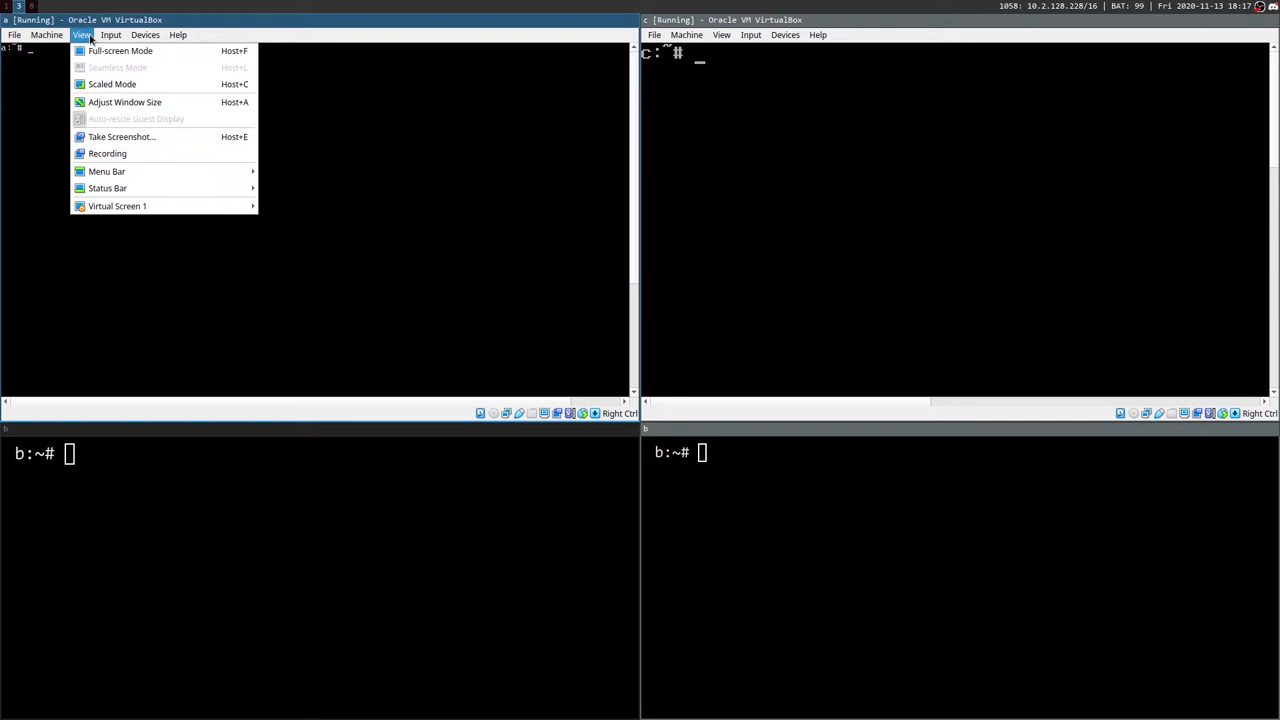 1 3 8
1058: 10.2.128.228/16 | BAT: 99 | Fri 2020-11-13 18:17
a [Running] - Oracle VM VirtualBox
File Machine View Input Devices Help
a:~# _
Full-screen Mode Host+F
Seamless Mode Host+L
Scaled Mode Host+C
Adjust Window Size Host+A
Auto-resize Guest Display
Take Screenshot... Host+E
Recording
Menu Bar
Status Bar
Virtual Screen 1
Right Ctrl
c [Running] - Oracle VM VirtualBox
File Machine View Input Devices Help
c:~# _
Right Ctrl
b
b:~#
b
b:~#